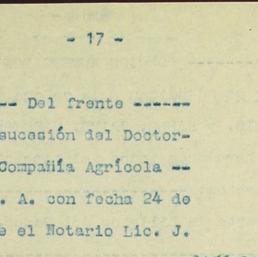 - 17 -
-- Del frente ------
sucesión del Doctor-
Compañía Agrícola --
. A. con fecha 24 de
e el Notario Lic. J.